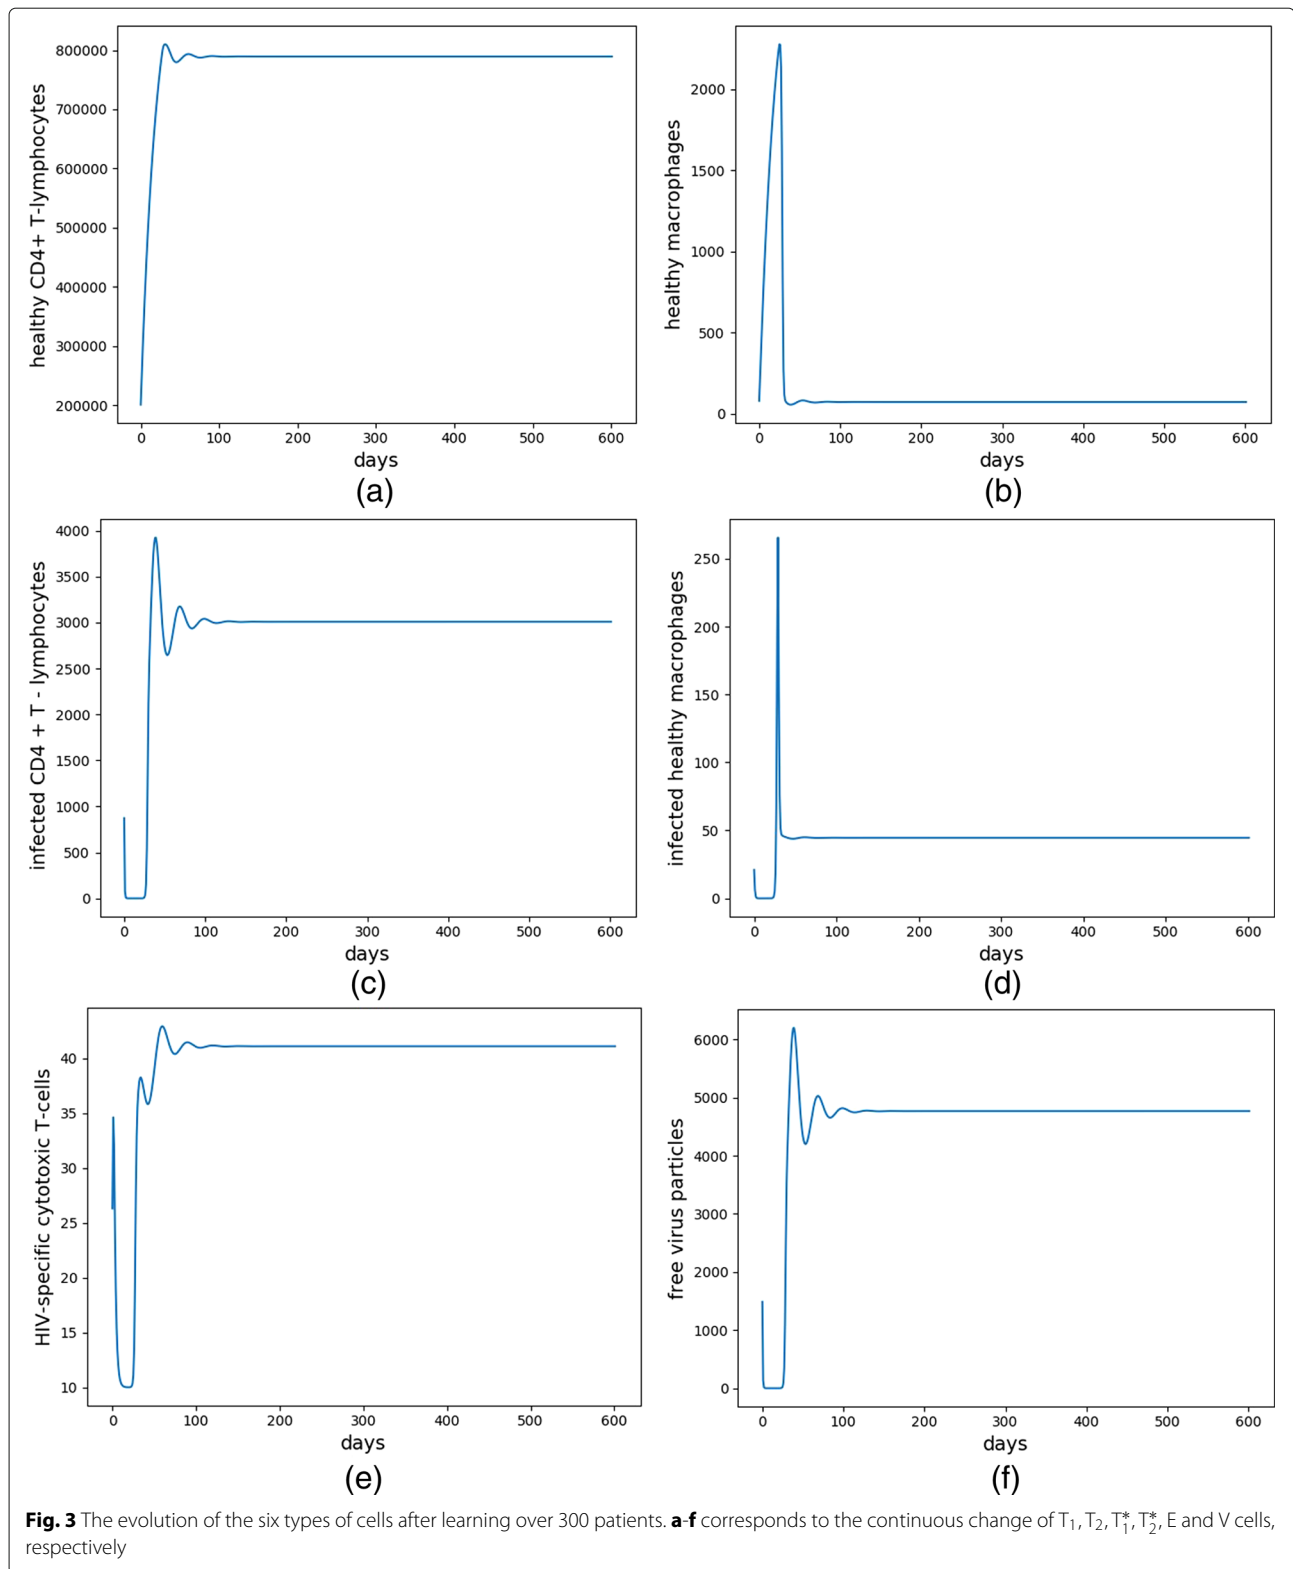 healthy CD4+ T-lymphocytes
800000
700000
600000
500000
400000
300000
200000
0 100 200 300 400 500 600
days
(a)
healthy macrophages
2000
1500
1000
500
0
0 100 200 300 400 500 600
days
(b)
infected CD4 + T - lymphocytes
4000
3500
3000
2500
2000
1500
1000
500
0
0 100 200 300 400 500 600
days
(c)
infected healthy macrophages
250
200
150
100
50
0
0 100 200 300 400 500 600
days
(d)
HIV-specific cytotoxic T-cells
40
35
30
25
20
15
10
0 100 200 300 400 500 600
days
(e)
free virus particles
6000
5000
4000
3000
2000
1000
0
0 100 200 300 400 500 600
days
(f)
Fig. 3 The evolution of the six types of cells after learning over 300 patients. a-f corresponds to the continuous change of T₁, T₂, T₁*, T₂*, E and V cells,
respectively